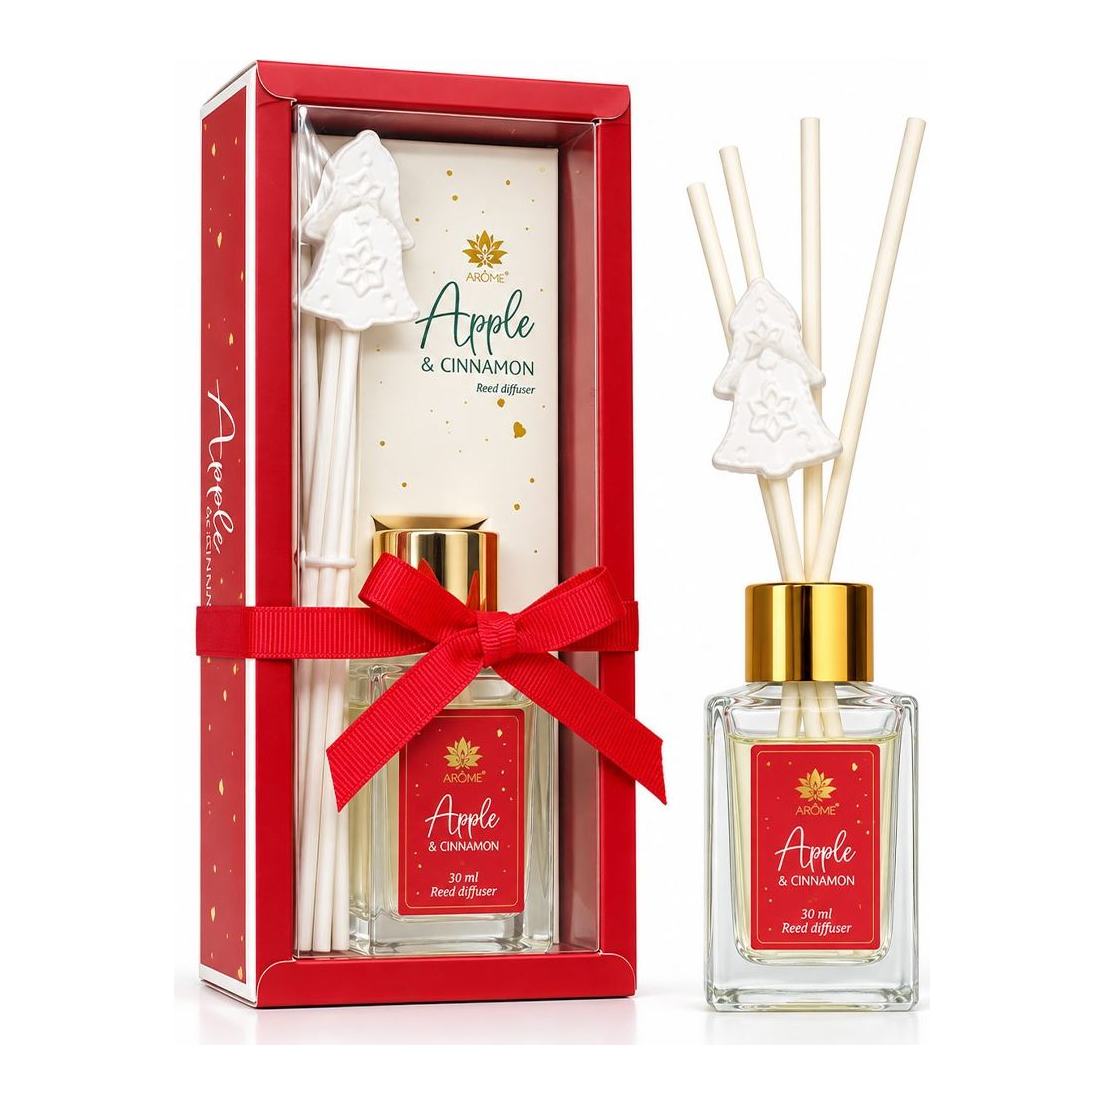 ARÔME®
Apple
& CINNAMON
Reed diffuser
Apple
ARÔME®
Apple
& CINNAMON
30 ml
Reed diffuser
ARÔME®
Apple
& CINNAMON
30 ml
Reed diffuser